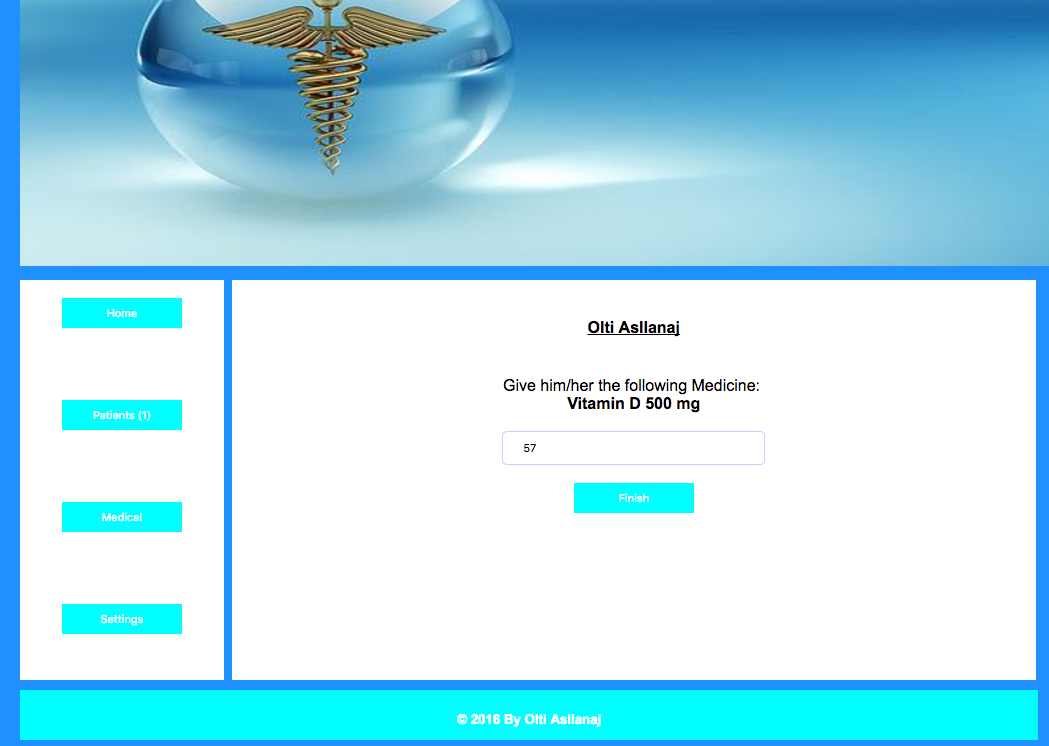 Home
Patients (1)
Medical
Settings
Olti Asllanaj
Give him/her the following Medicine:
Vitamin D 500 mg
57
Finish
© 2016 By Olti Asllanaj